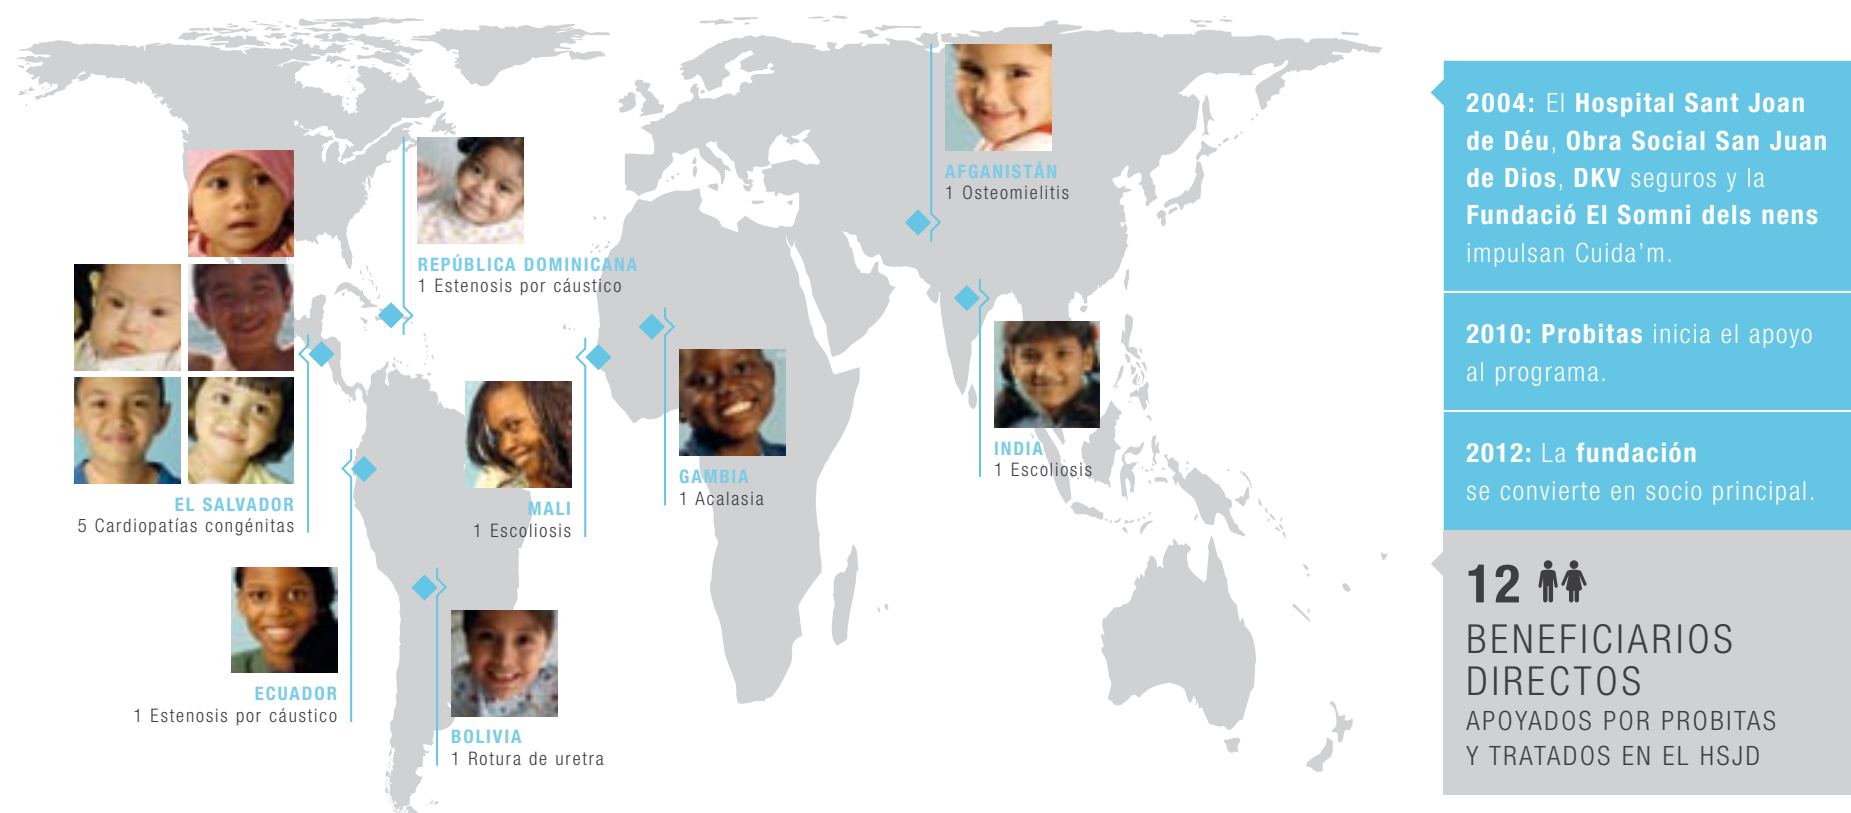 AFGANISTÁN
1 Osteomielitis
REPÚBLICA DOMINICANA
1 Estenosis por cáustico
INDIA
1 Escoliosis
GAMBIA
1 Acalasia
MALI
1 Escoliosis
EL SALVADOR
5 Cardiopatías congénitas
ECUADOR
1 Estenosis por cáustico
BOLIVIA
1 Rotura de uretra
2004: El Hospital Sant Joan
de Déu, Obra Social San Juan
de Dios, DKV seguros y la
Fundació El Somni dels nens
impulsan Cuida’m.
2010: Probitas inicia el apoyo
al programa.
2012: La fundación
se convierte en socio principal.
12
BENEFICIARIOS
DIRECTOS
APOYADOS POR PROBITAS
Y TRATADOS EN EL HSJD